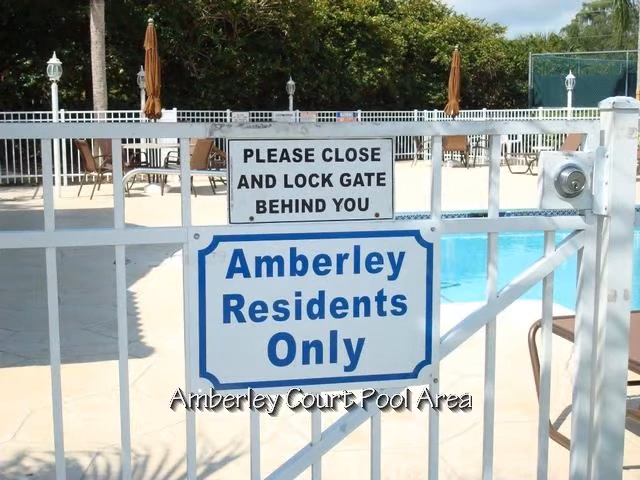 PLEASE CLOSE
AND LOCK GATE
BEHIND YOU
Amberley
Residents
Only
Amberley Court Pool Area